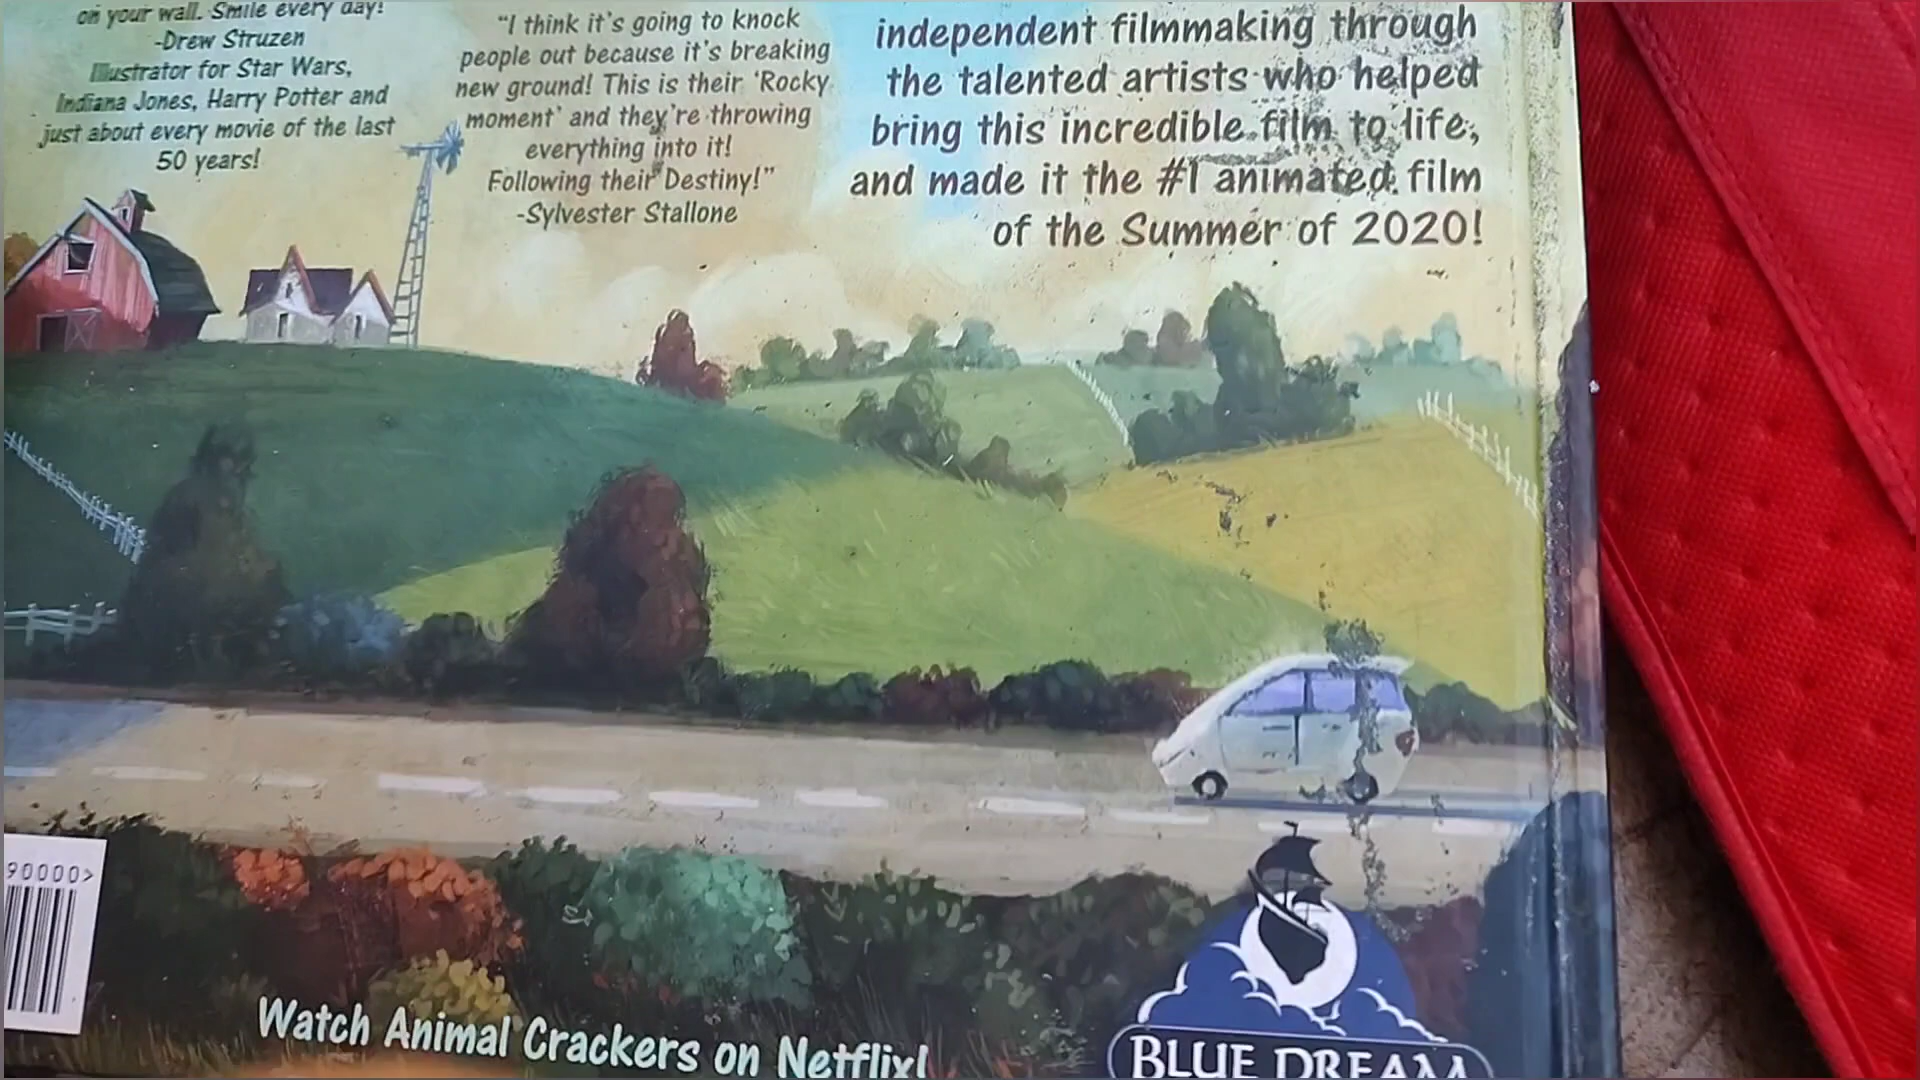 on your wall. Smile every day!
-Drew Struzen
Illustrator for Star Wars,
Indiana Jones, Harry Potter and
just about every movie of the last
50 years!
“I think it’s going to knock
people out because it’s breaking
new ground! This is their ‘Rocky
moment’ and they’re throwing
everything into it!
Following their Destiny!”
-Sylvester Stallone
independent filmmaking through
the talented artists who helped
bring this incredible film to life,
and made it the #1 animated film
of the Summer of 2020!
90000>
Watch Animal Crackers on Netflix!
BLUE DREAM